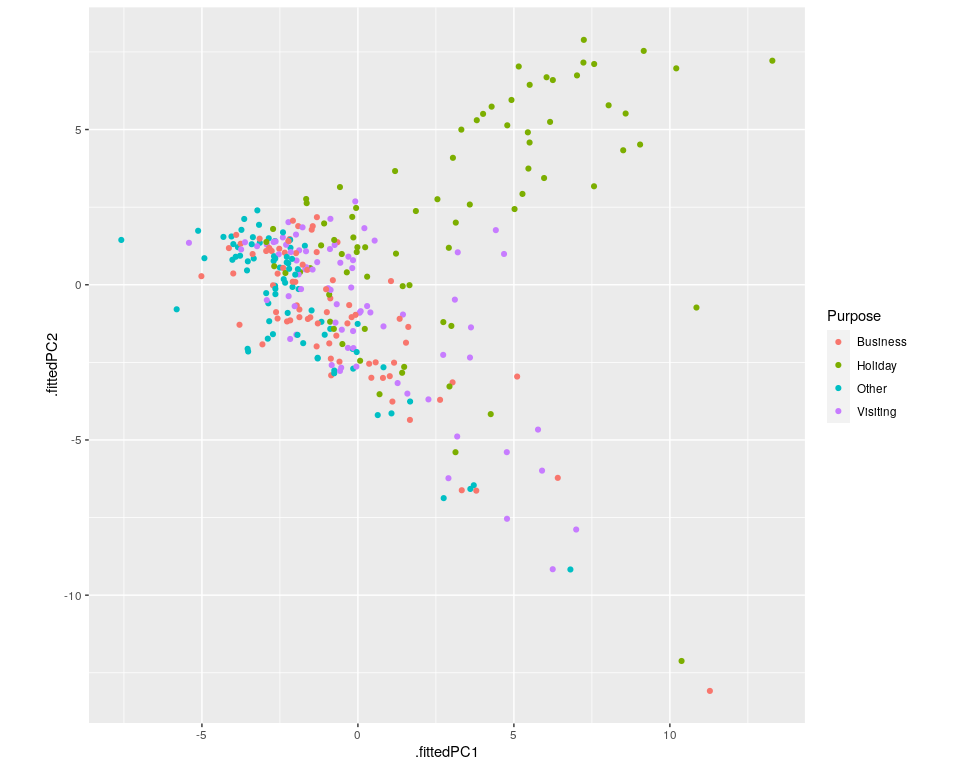 5
0
-5
-10
-5
0
5
10
.fittedPC1
.fittedPC2
Purpose
Business
Holiday
Other
Visiting